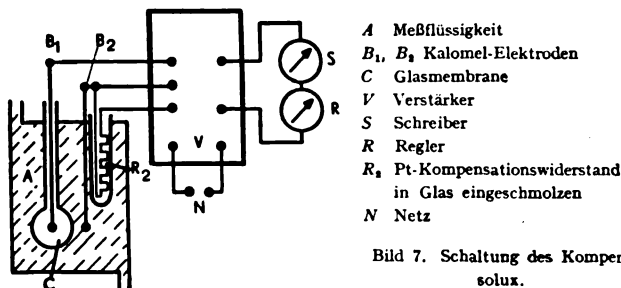 B₁ B₂
S
R
V
A
R₂
N
C
A Meßflüssigkeit
B₁, B₂ Kalomel-Elektroden
C Glasmembrane
V Verstärker
S Schreiber
R Regler
R₂ Pt-Kompensationswiderstand
in Glas eingeschmolzen
N Netz
Bild 7. Schaltung des Kompen
solux.